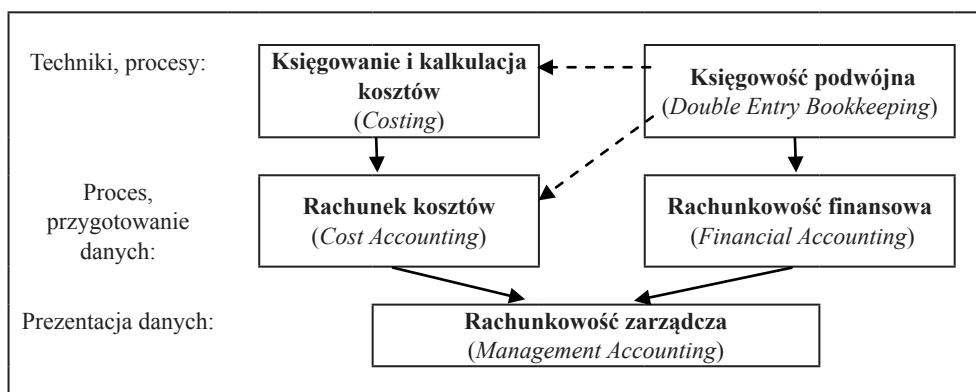 Techniki, procesy:
Księgowanie i kalkulacja
kosztów
(Costing)
Księgowość podwójna
(Double Entry Bookkeeping)
Proces,
przygotowanie
danych:
Rachunek kosztów
(Cost Accounting)
Rachunkowość finansowa
(Financial Accounting)
Prezentacja danych:
Rachunkowość zarządcza
(Management Accounting)